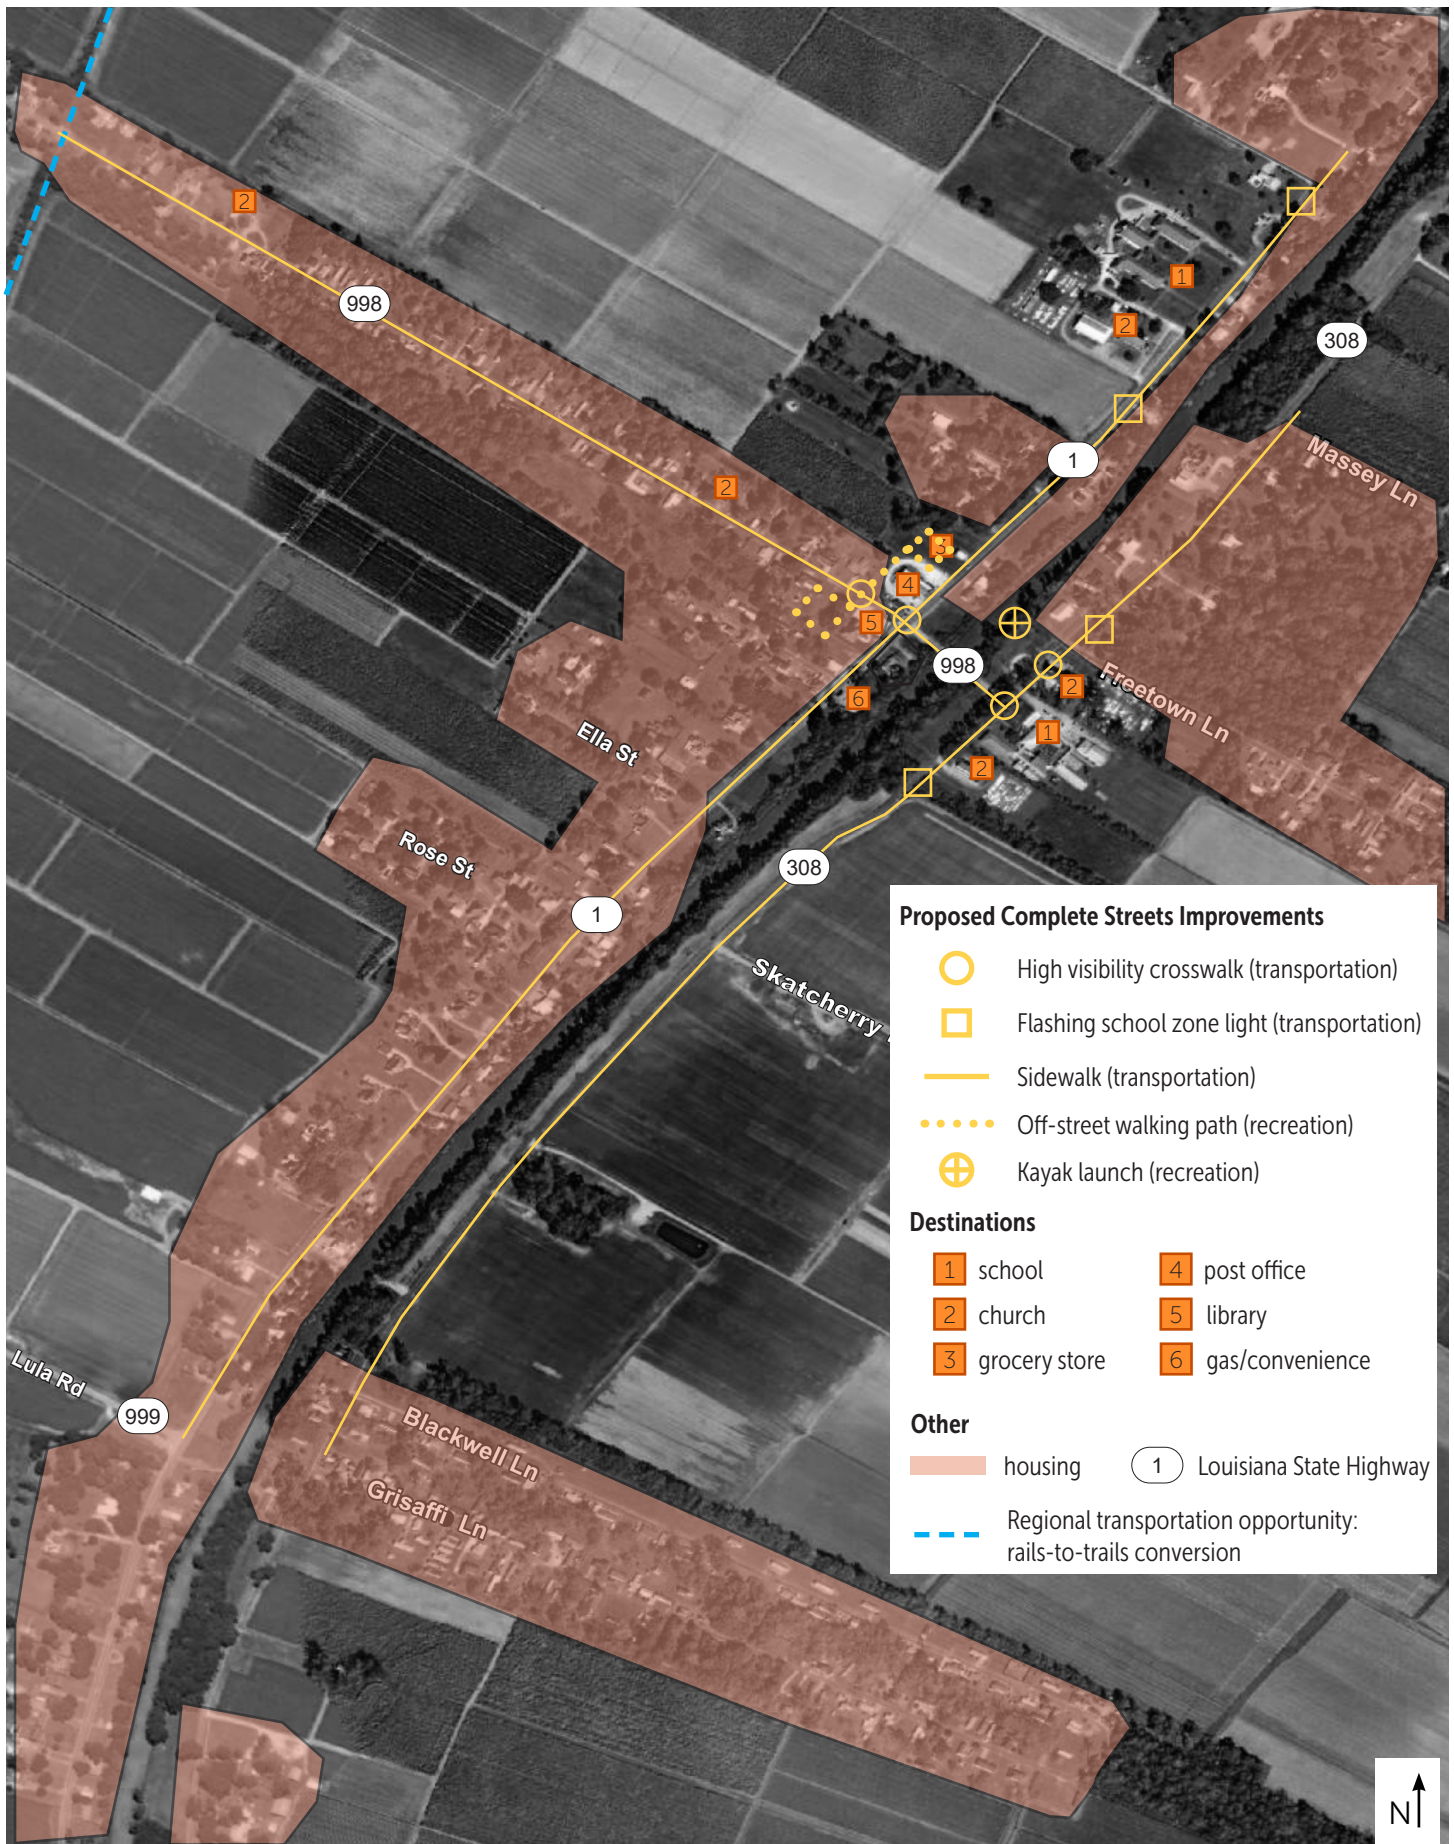 2
998
1
2
308
1
Massey Ln
2
3
4
5
998
6
2
Freetown Ln
1
Ella St
2
Rose St
308
1
Skatcherry
Lula Rd
999
Blackwell Ln
Grisaffi Ln
Proposed Complete Streets Improvements
High visibility crosswalk (transportation)
Flashing school zone light (transportation)
Sidewalk (transportation)
Off-street walking path (recreation)
Kayak launch (recreation)
Destinations
1 school
4 post office
2 church
5 library
3 grocery store
6 gas/convenience
Other
housing
1 Louisiana State Highway
Regional transportation opportunity:
rails-to-trails conversion
N